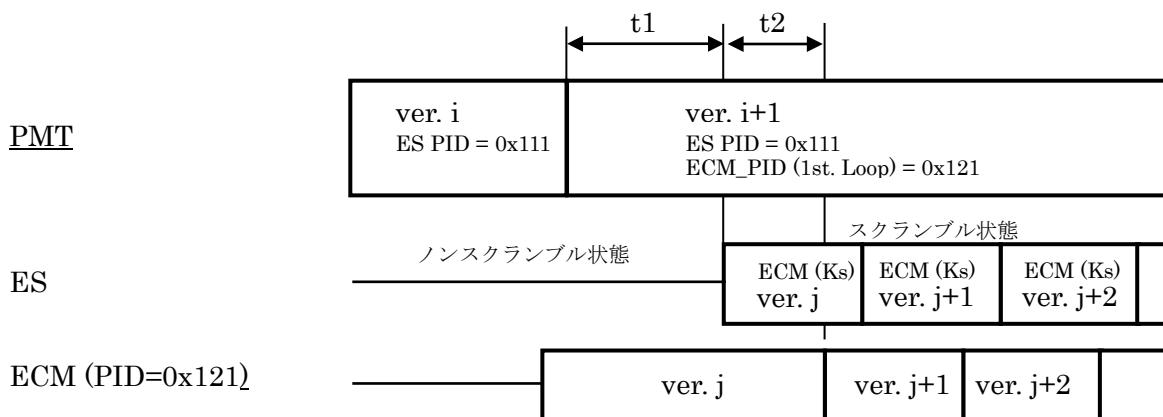 t1
t2
PMT
ver. i
ES PID = 0x111
ver. i+1
ES PID = 0x111
ECM_PID (1st. Loop) = 0x121
ES
ノンスクランブル状態
スクランブル状態
ECM (Ks)
ver. j
ECM (Ks)
ver. j+1
ECM (Ks)
ver. j+2
ECM (PID=0x121)
ver. j
ver. j+1
ver. j+2